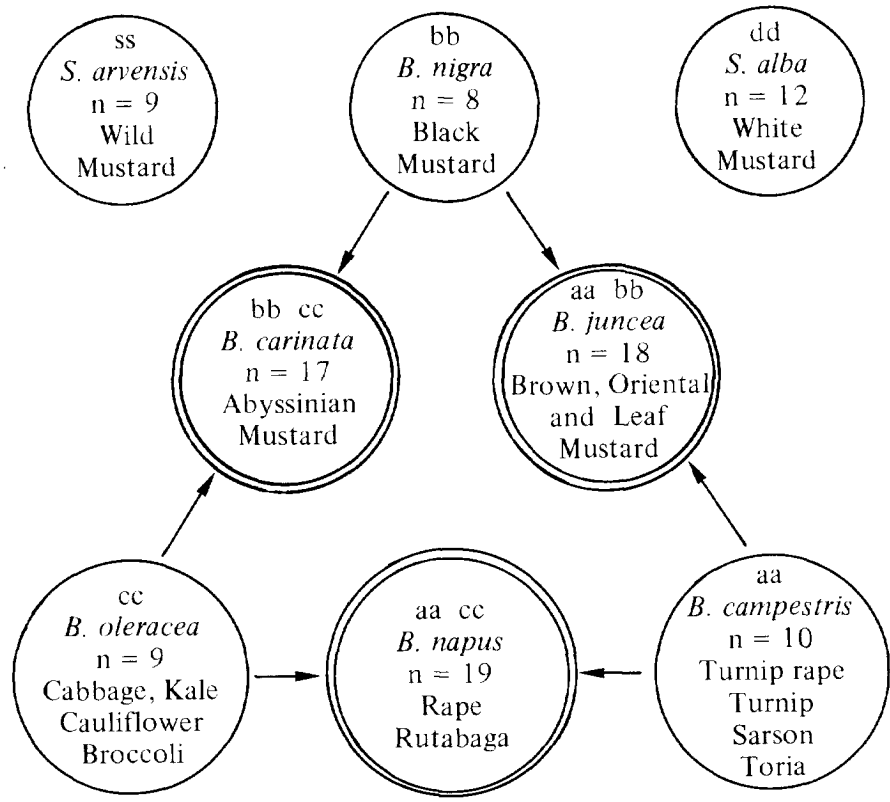 ss
S. arvensis
n = 9
Wild
Mustard
bb
B. nigra
n = 8
Black
Mustard
dd
S. alba
n = 12
White
Mustard
bb cc
B. carinata
n = 17
Abyssinian
Mustard
aa bb
B. juncea
n = 18
Brown, Oriental
and Leaf
Mustard
cc
B. oleracea
n = 9
Cabbage, Kale
Cauliflower
Broccoli
aa cc
B. napus
n = 19
Rape
Rutabaga
aa
B. campestris
n = 10
Turnip rape
Turnip
Sarson
Toria